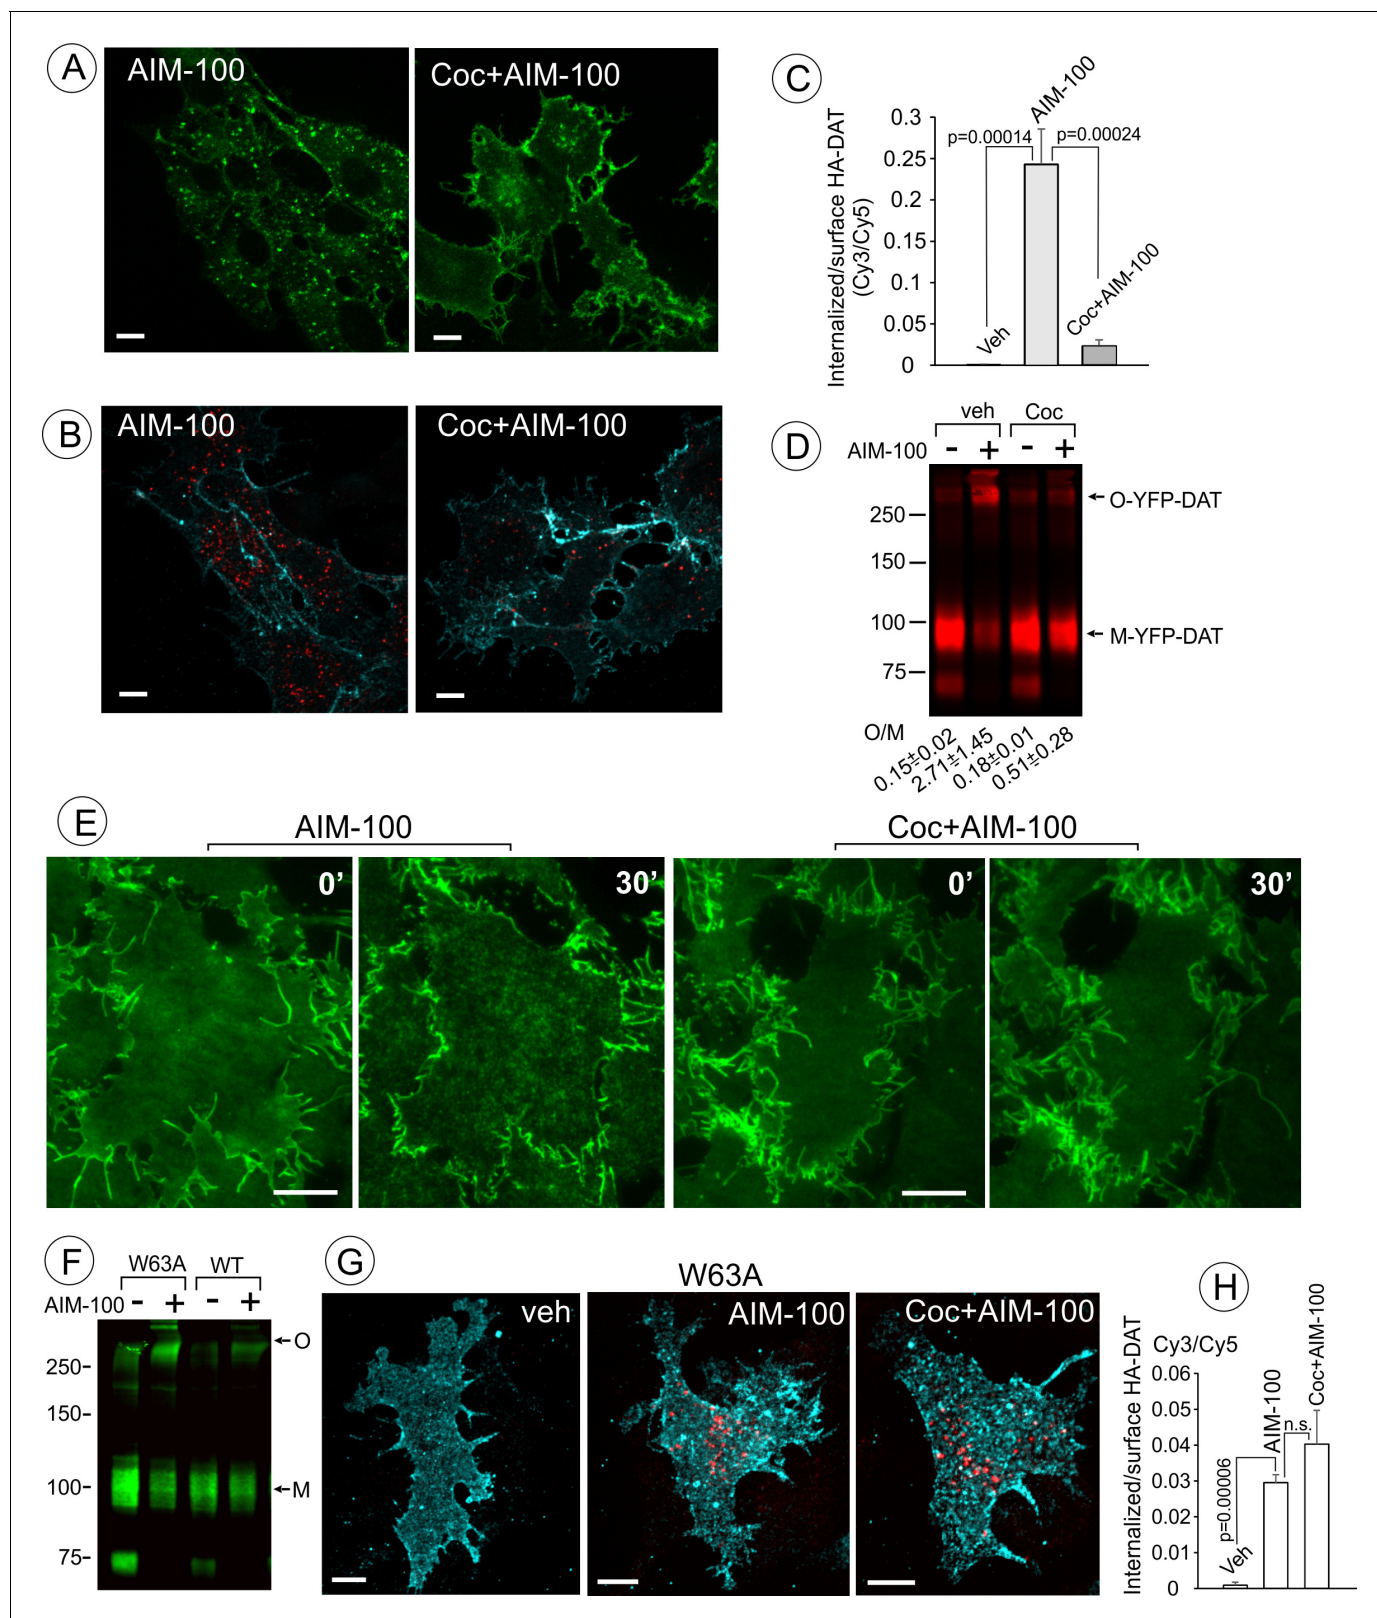 A
AIM-100
Coc+AIM-100
B
AIM-100
Coc+AIM-100
C
Internalized/surface HA-DAT
(Cy3/Cy5)
0.3
0.25
0.2
0.15
0.1
0.05
0
p=0.00014
p=0.00024
Veh
AIM-100
Coc+AIM-100
D
veh
Coc
AIM-100
- + - +
250
150
100
75
O-YFP-DAT
M-YFP-DAT
O/M
0.15±0.02
2.71±1.45
0.18±0.01
0.51±0.28
E
AIM-100
Coc+AIM-100
0’
30’
0’
30’
F
W63A
WT
AIM-100 - + - +
250-
150-
100-
75-
O
M
G
W63A
veh
AIM-100
Coc+AIM-100
H
Internalized/surface HA-DAT
Cy3/Cy5
0.06
0.05
0.04
0.03
0.02
0.01
0
p=0.00006
n.s.
Veh
AIM-100
Coc+AIM-100